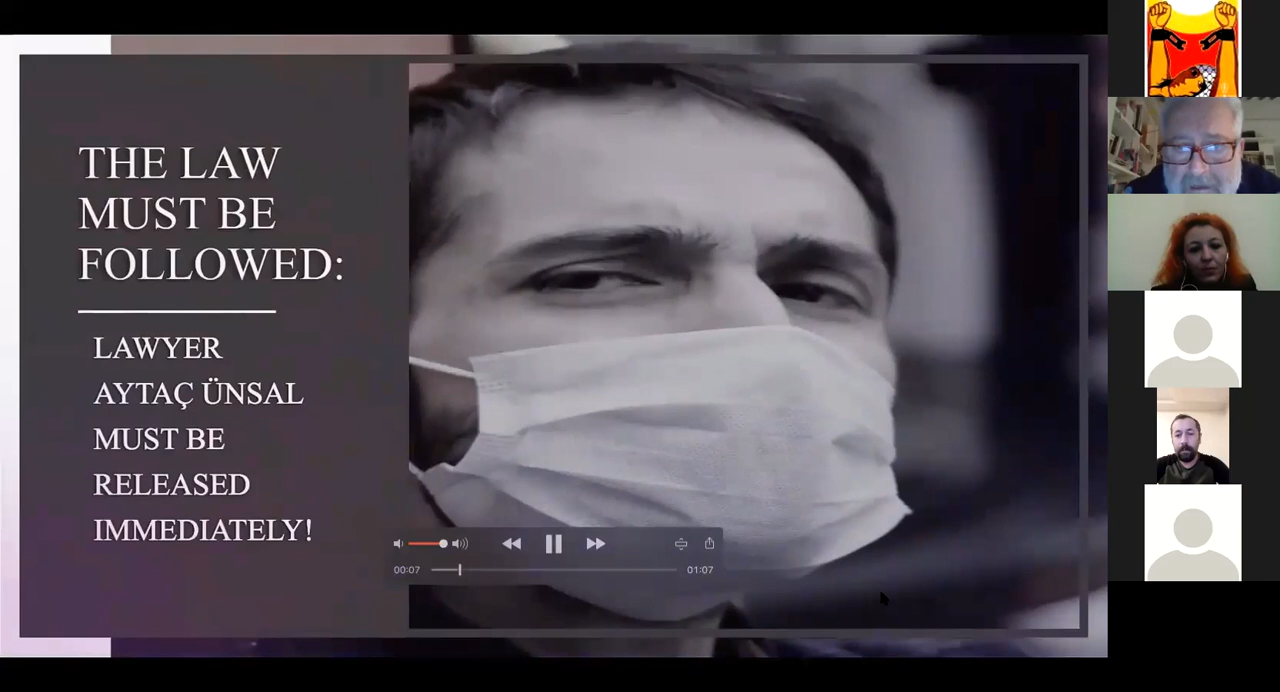 THE LAW
MUST BE
FOLLOWED:
LAWYER
AYTAÇ ÜNSAL
MUST BE
RELEASED
IMMEDIATELY!
00:07
01:07